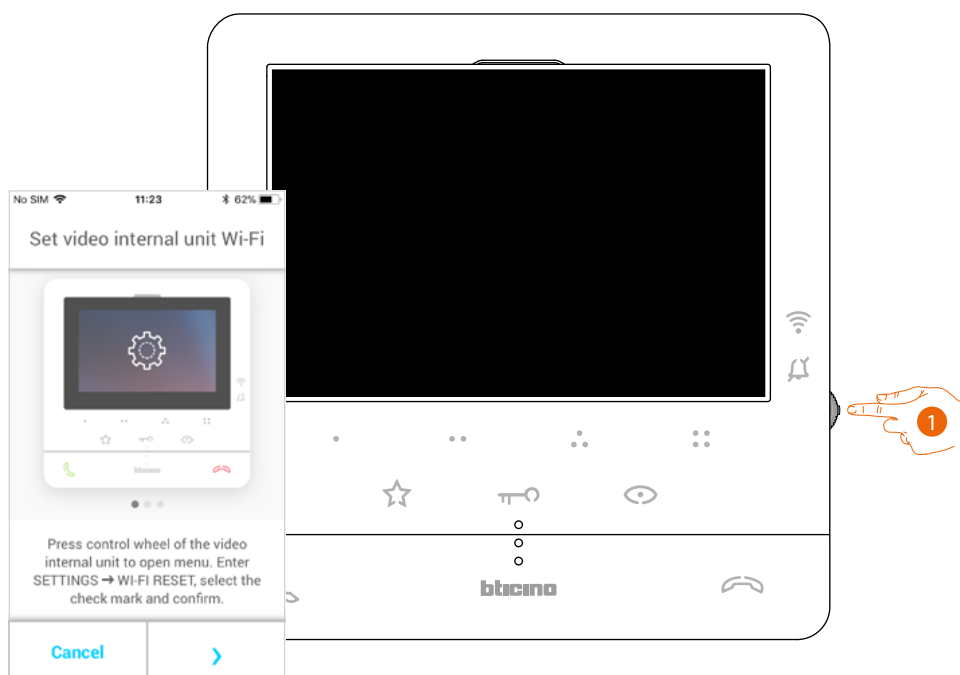 No SIM 11:23 62%
Set video internal unit Wi-Fi
bticino
Press control wheel of the video
internal unit to open menu. Enter
SETTINGS → WI-FI RESET, select the
check mark and confirm.
Cancel
bticino
1